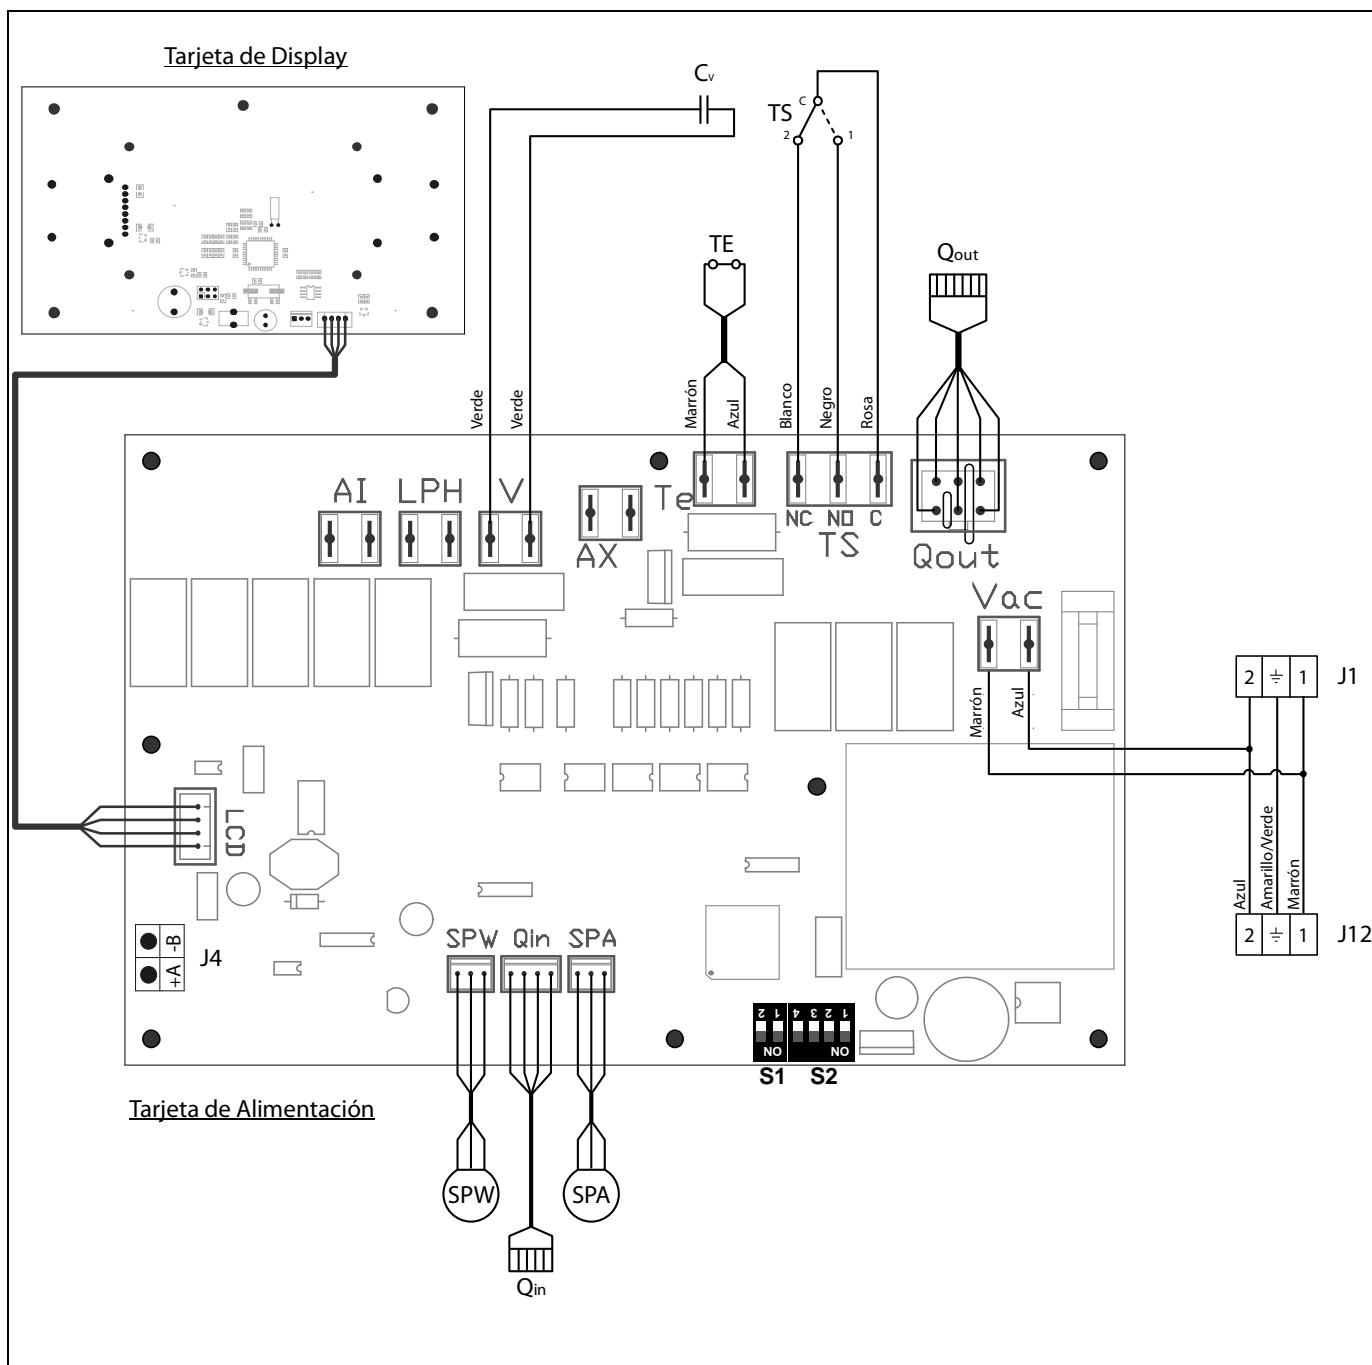 Tarjeta de Display
Cv
TS
C
2
1
TE
Qout
Verde
Verde
Marrón
Azul
Blanco
Negro
Rosa
AI
LPH
V
AX
Te
NC
NO
C
TS
Qout
Vac
Marrón
Azul
2
1
J1
LCD
Azul
Amarillo/Verde
Marrón
2
1
J12
-B
+A
J4
SPW
Qin
SPA
2 1
4 3 2 1
ON
ON
S1
S2
Tarjeta de Alimentación
SPW
SPA
Qin